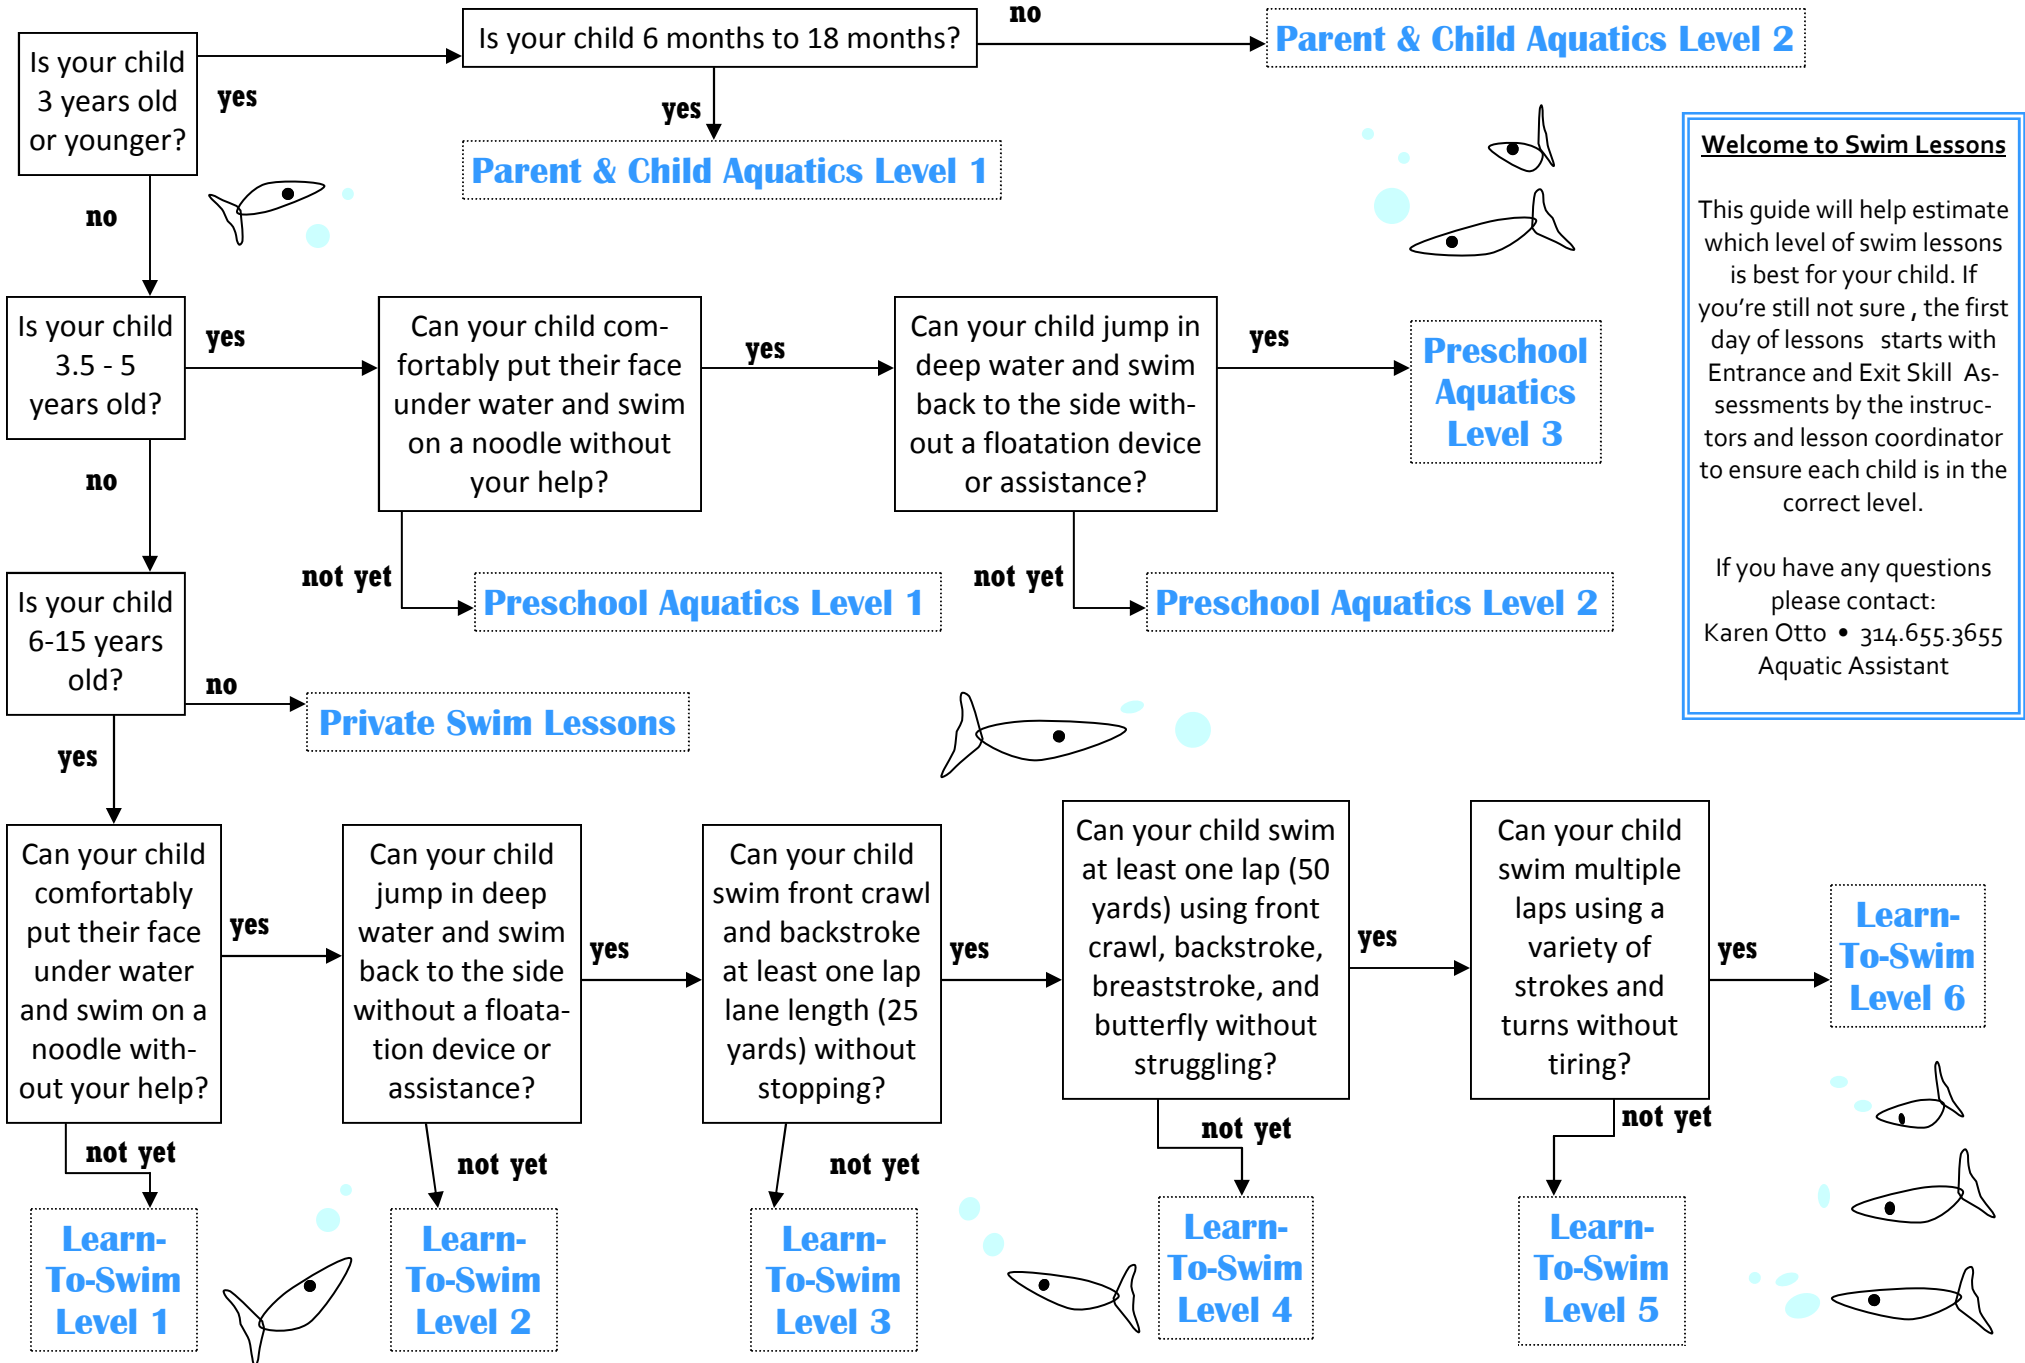 Is your child
3 years old
or younger?
yes
Is your child 6 months to 18 months?
no
Parent & Child Aquatics Level 2
yes
Parent & Child Aquatics Level 1
no
Welcome to Swim Lessons
This guide will help estimate
which level of swim lessons
is best for your child. If
you're still not sure , the first
day of lessons starts with
Entrance and Exit Skill As-
sessments by the instruc-
tors and lesson coordinator
to ensure each child is in the
correct level.
If you have any questions
please contact:
Karen Otto • 314.655.3655
Aquatic Assistant
Is your child
3.5 - 5
years old?
yes
Can your child com-
fortably put their face
under water and swim
on a noodle without
your help?
yes
Can your child jump in
deep water and swim
back to the side with-
out a floatation device
or assistance?
yes
Preschool
Aquatics
Level 3
no
not yet
Preschool Aquatics Level 1
not yet
Preschool Aquatics Level 2
Is your child
6-15 years
old?
no
Private Swim Lessons
yes
Can your child
comfortably
put their face
under water
and swim on a
noodle with-
out your help?
yes
Can your child
jump in deep
water and swim
back to the side
without a floata-
tion device or
assistance?
yes
Can your child
swim front crawl
and backstroke
at least one lap
lane length (25
yards) without
stopping?
yes
Can your child swim
at least one lap (50
yards) using front
crawl, backstroke,
breaststroke, and
butterfly without
struggling?
yes
Can your child
swim multiple
laps using a
variety of
strokes and
turns without
tiring?
yes
Learn-
To-Swim
Level 6
not yet
Learn-
To-Swim
Level 1
not yet
Learn-
To-Swim
Level 2
not yet
Learn-
To-Swim
Level 3
not yet
Learn-
To-Swim
Level 4
not yet
Learn-
To-Swim
Level 5